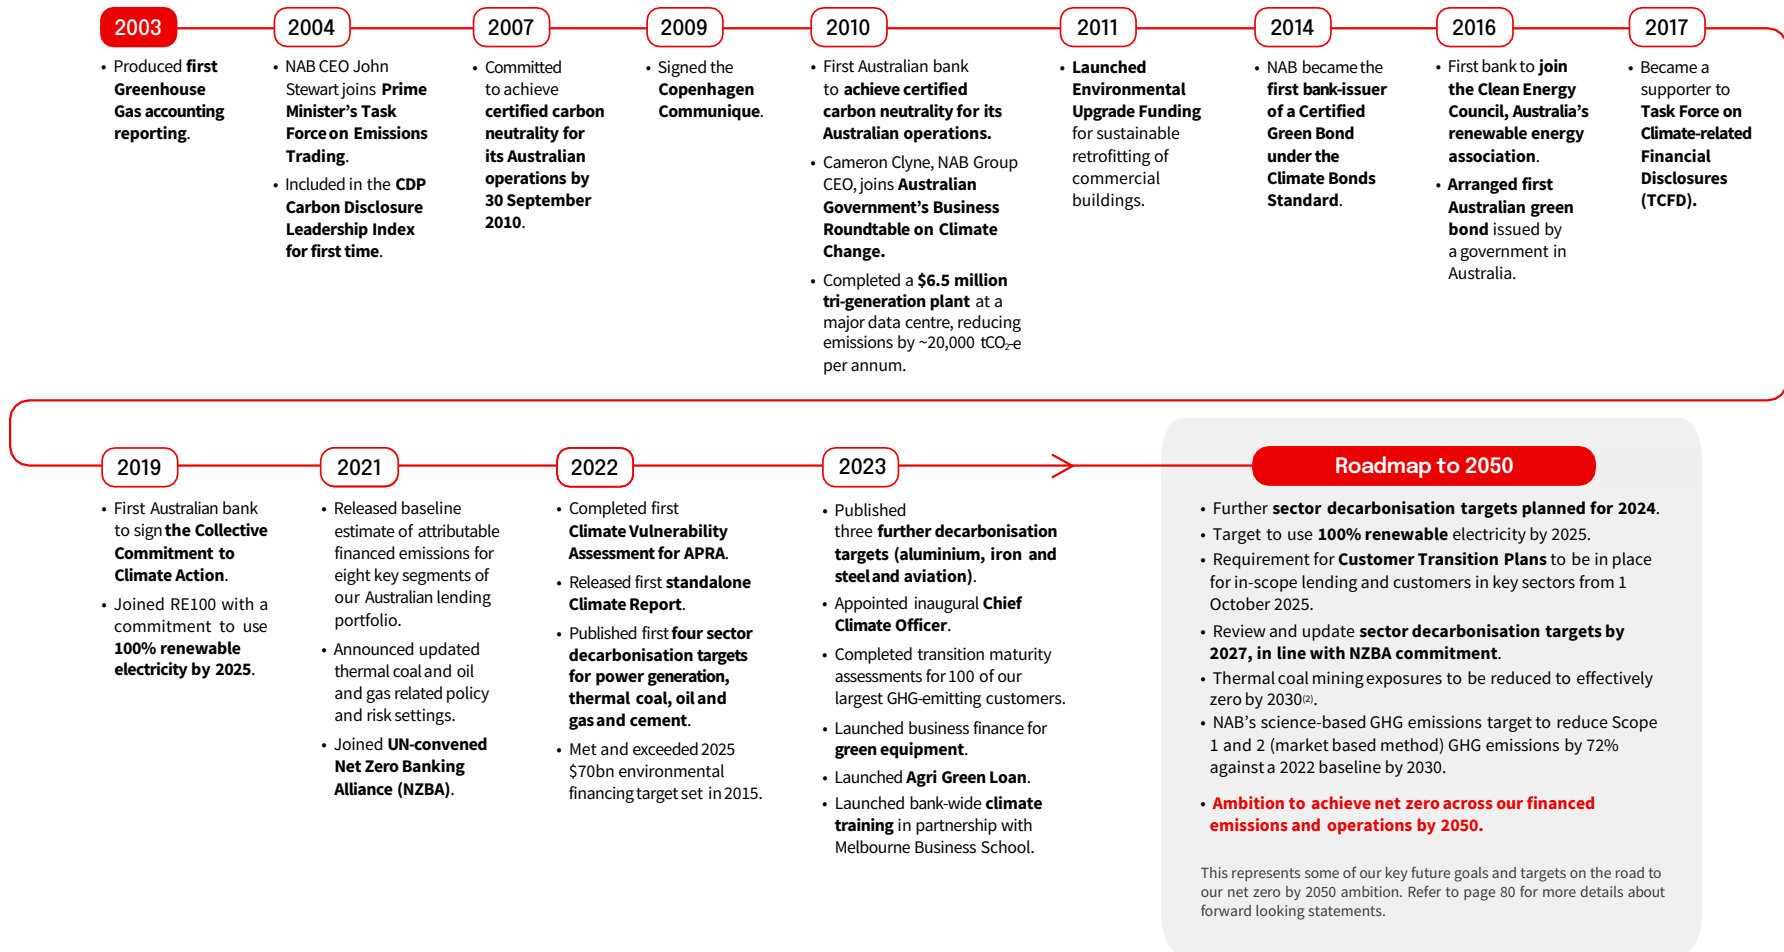 2003
• Produced first
Greenhouse
Gas accounting
reporting.
2004
• NAB CEO John
Stewart joins Prime
Minister's Task
Force on Emissions
Trading.
• Included in the CDP
Carbon Disclosure
Leadership Index
for first time.
2007
• Committed
to achieve
certified carbon
neutrality for
its Australian
operations by
30 September
2010.
2009
• Signed the
Copenhagen
Communique.
2010
• First Australian bank
to achieve certified
carbon neutrality for its
Australian operations.
• Cameron Clyne, NAB Group
CEO, joins Australian
Government's Business
Roundtable on Climate
Change.
• Completed a $6.5 million
tri-generation plant at a
major data centre, reducing
emissions by ~20,000 tCO₂-e
per annum.
2011
• Launched
Environmental
Upgrade Funding
for sustainable
retrofitting of
commercial
buildings.
2014
• NAB became the
first bank-issuer
of a Certified
Green Bond
under the
Climate Bonds
Standard.
2016
• First bank to join
the Clean Energy
Council, Australia's
renewable energy
association.
• Arranged first
Australian green
bond issued by
a government in
Australia.
2017
• Became a
supporter to
Task Force on
Climate-related
Financial
Disclosures
(TCFD).
2019
• First Australian bank
to sign the Collective
Commitment to
Climate Action.
• Joined RE100 with a
commitment to use
100% renewable
electricity by 2025.
2021
• Released baseline
estimate of attributable
financed emissions for
eight key segments of
our Australian lending
portfolio.
• Announced updated
thermal coal and oil
and gas related policy
and risk settings.
• Joined UN-convened
Net Zero Banking
Alliance (NZBA).
2022
• Completed first
Climate Vulnerability
Assessment for APRA.
• Released first standalone
Climate Report.
• Published first four sector
decarbonisation targets
for power generation,
thermal coal, oil and
gas and cement.
• Met and exceeded 2025
$70bn environmental
financing target set in 2015.
2023
• Published
three further decarbonisation
targets (aluminium, iron and
steel and aviation).
• Appointed inaugural Chief
Climate Officer.
• Completed transition maturity
assessments for 100 of our
largest GHG-emitting customers.
• Launched business finance for
green equipment.
• Launched Agri Green Loan.
• Launched bank-wide climate
training in partnership with
Melbourne Business School.
Roadmap to 2050
• Further sector decarbonisation targets planned for 2024.
• Target to use 100% renewable electricity by 2025.
• Requirement for Customer Transition Plans to be in place
for in-scope lending and customers in key sectors from 1
October 2025.
• Review and update sector decarbonisation targets by
2027, in line with NZBA commitment.
• Thermal coal mining exposures to be reduced to effectively
zero by 2030(2).
• NAB's science-based GHG emissions target to reduce Scope
1 and 2 (market based method) GHG emissions by 72%
against a 2022 baseline by 2030.
• Ambition to achieve net zero across our financed
emissions and operations by 2050.
This represents some of our key future goals and targets on the road to
our net zero by 2050 ambition. Refer to page 80 for more details about
forward looking statements.